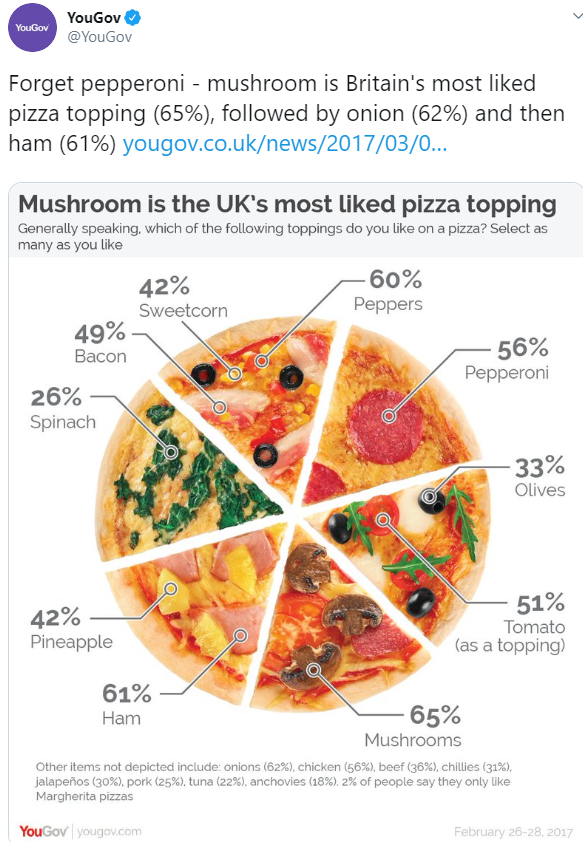 YouGov
@YouGov
YouGov
Forget pepperoni - mushroom is Britain's most liked
pizza topping (65%), followed by onion (62%) and then
ham (61%) yougov.co.uk/news/2017/03/0...
Mushroom is the UK's most liked pizza topping
Generally speaking, which of the following toppings do you like on a pizza? Select as
many as you like
42%
Sweetcorn
60%
Peppers
49%
Bacon
56%
Pepperoni
26%
Spinach
33%
Olives
42%
Pineapple
51%
Tomato
(as a topping)
61%
Ham
65%
Mushrooms
Other items not depicted include: onions (62%), chicken (56%), beef (36%), chillies (31%),
jalapeños (30%), pork (25%), tuna (22%), anchovies (18%). 2% of people say they only like
Margherita pizzas
YouGov | yougov.com
February 26-28, 2017